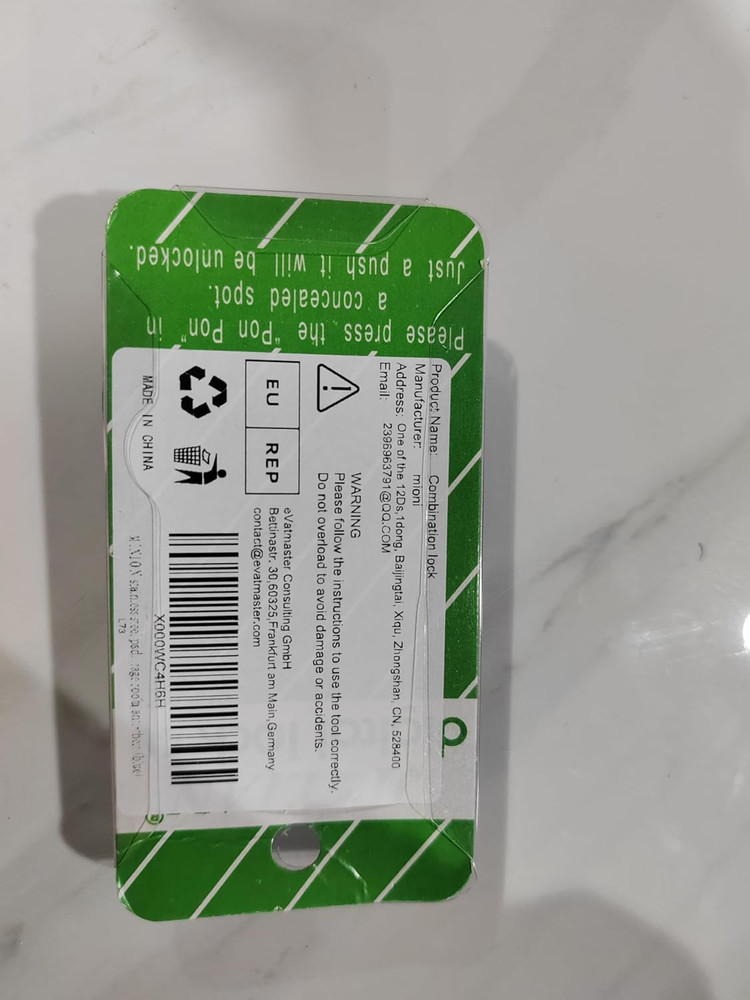 Please press the "Pon Pon" in
a concealed spot.
Just a push it will be unlocked.
Product Name: Combination lock
Manufacturer: mioni
Address: One of the 12Ds,1dong, Baijingtai, Xiqu, Zhongshan, CN, 528400
Email: 2396963791@QQ.COM
WARNING
Please follow the instructions to use the tool correctly.
Do not overload to avoid damage or accidents.
EU REP
eVatmaster Consulting GmbH
Bettinastr. 30,60325,Frankfurt am Main,Germany
contact@evatmaster.com
X000WC4H6H
MADE IN CHINA
L73